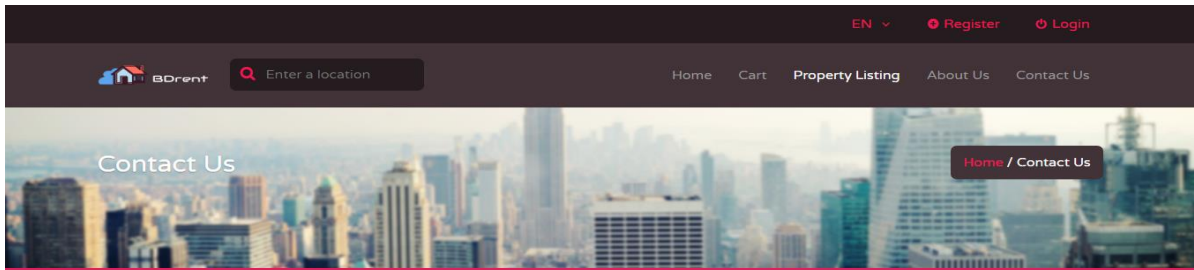 EN Register Login
BDrent Enter a location Home Cart Property Listing About Us Contact Us
Contact Us Home / Contact Us